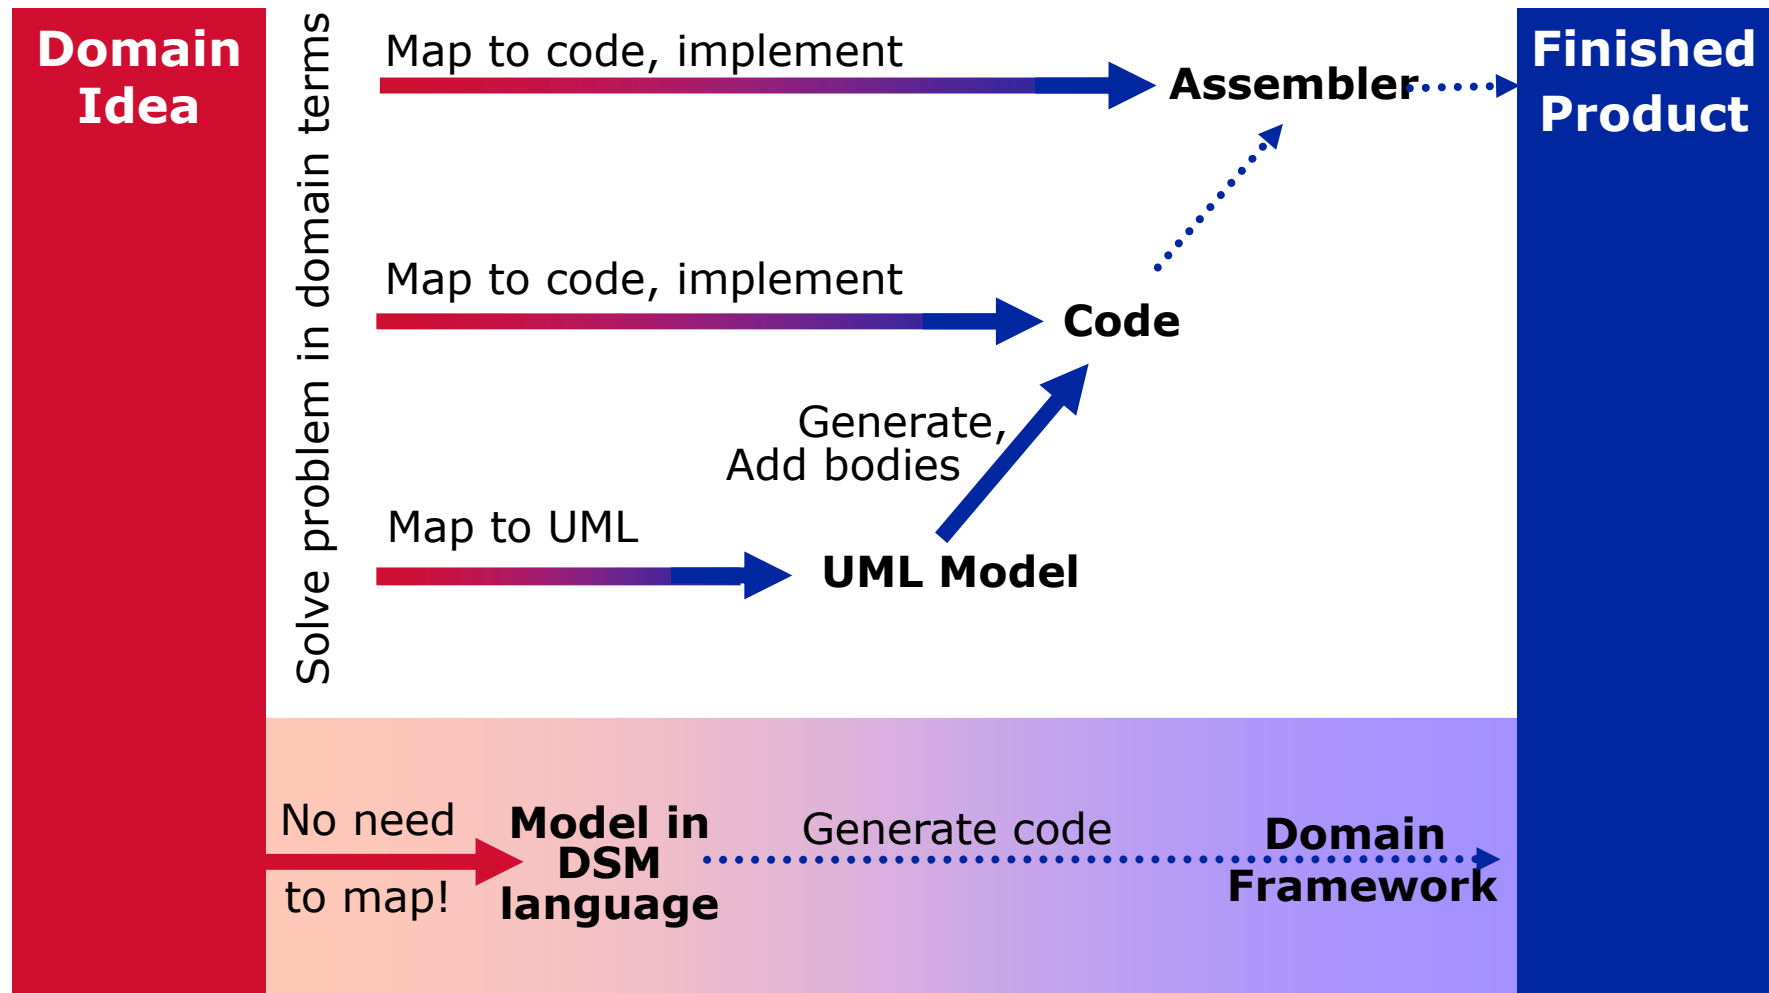 Domain
Idea
Solve problem in domain terms
Map to code, implement
Assembler
Finished
Product
Map to code, implement
Code
Generate,
Add bodies
Map to UML
UML Model
No need
to map!
Model in
DSM
language
Generate code
Domain
Framework